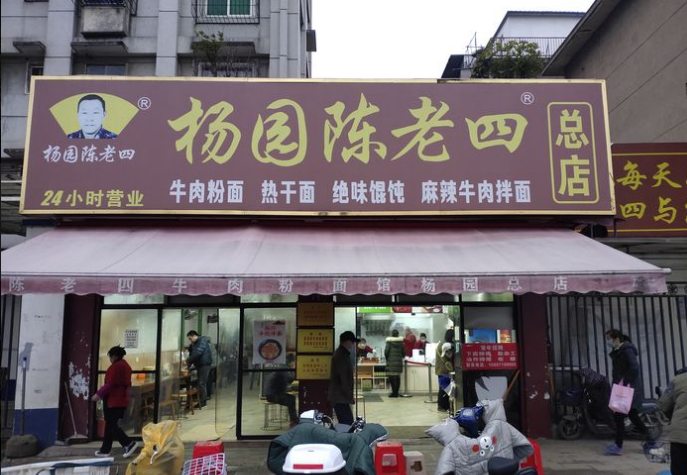 杨园陈老四®
杨园陈老四®
总店
24小时营业
牛肉粉面 热干面 绝味馄饨 麻辣牛肉拌面
每天
四与
陈老四牛肉粉面馆杨园总店